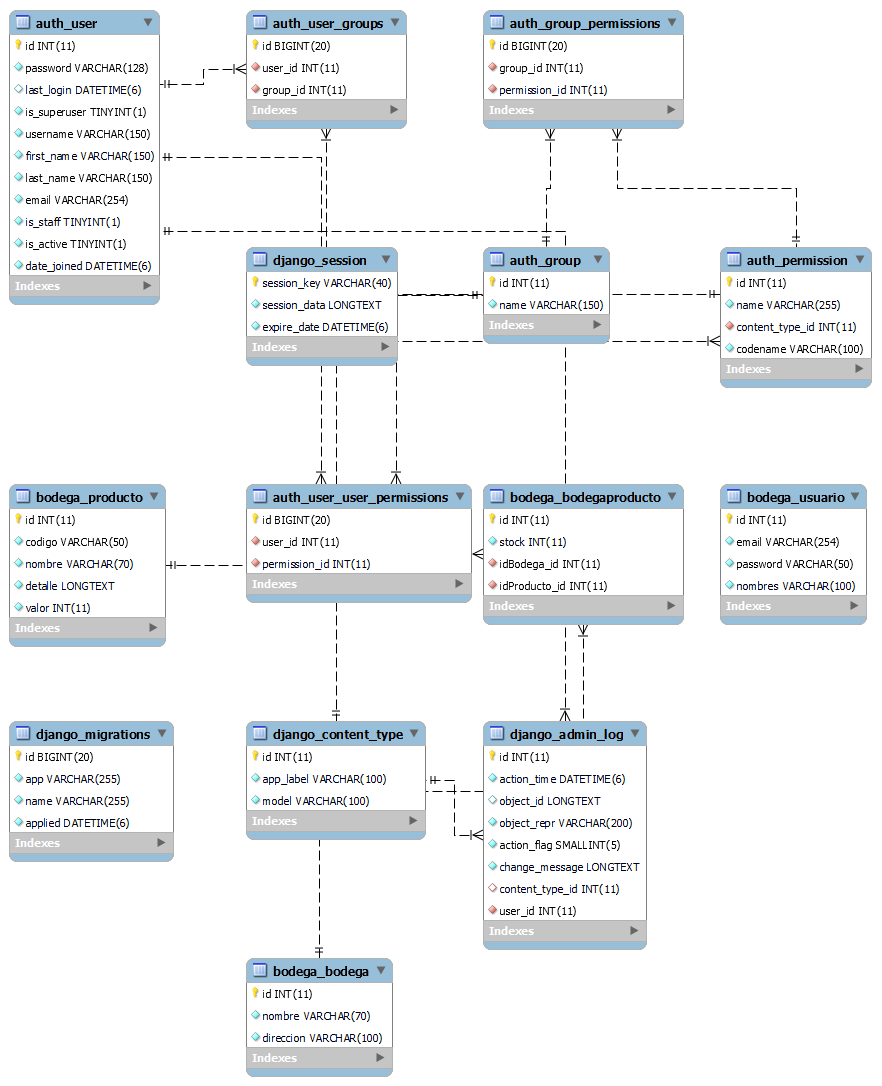 auth_user
id INT(11)
password VARCHAR(128)
last_login DATETIME(6)
is_superuser TINYINT(1)
username VARCHAR(150)
first_name VARCHAR(150)
last_name VARCHAR(150)
email VARCHAR(254)
is_staff TINYINT(1)
is_active TINYINT(1)
date_joined DATETIME(6)
Indexes
auth_user_groups
id BIGINT(20)
user_id INT(11)
group_id INT(11)
Indexes
auth_group_permissions
id BIGINT(20)
group_id INT(11)
permission_id INT(11)
Indexes
django_session
session_key VARCHAR(40)
session_data LONGTEXT
expire_date DATETIME(6)
Indexes
auth_group
id INT(11)
name VARCHAR(150)
Indexes
auth_permission
id INT(11)
name VARCHAR(255)
content_type_id INT(11)
codename VARCHAR(100)
Indexes
bodega_producto
id INT(11)
codigo VARCHAR(50)
nombre VARCHAR(70)
detalle LONGTEXT
valor INT(11)
Indexes
auth_user_user_permissions
id BIGINT(20)
user_id INT(11)
permission_id INT(11)
Indexes
bodega_bodegaproducto
id INT(11)
stock INT(11)
idBodega_id INT(11)
idProducto_id INT(11)
Indexes
bodega_usuario
id INT(11)
email VARCHAR(254)
password VARCHAR(50)
nombres VARCHAR(100)
Indexes
django_migrations
id BIGINT(20)
app VARCHAR(255)
name VARCHAR(255)
applied DATETIME(6)
Indexes
django_content_type
id INT(11)
app_label VARCHAR(100)
model VARCHAR(100)
Indexes
django_admin_log
id INT(11)
action_time DATETIME(6)
object_id LONGTEXT
object_repr VARCHAR(200)
action_flag SMALLINT(5)
change_message LONGTEXT
content_type_id INT(11)
user_id INT(11)
Indexes
bodega_bodega
id INT(11)
nombre VARCHAR(70)
direccion VARCHAR(100)
Indexes